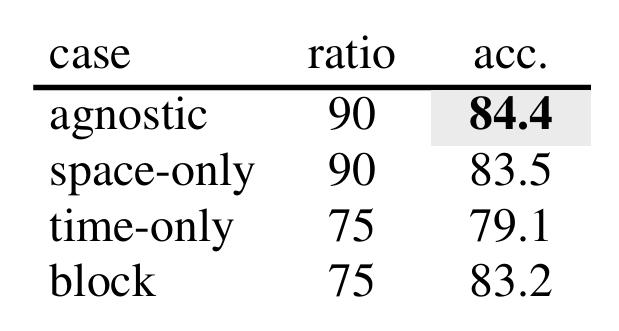 case ratio acc.
agnostic 90 84.4
space-only 90 83.5
time-only 75 79.1
block 75 83.2